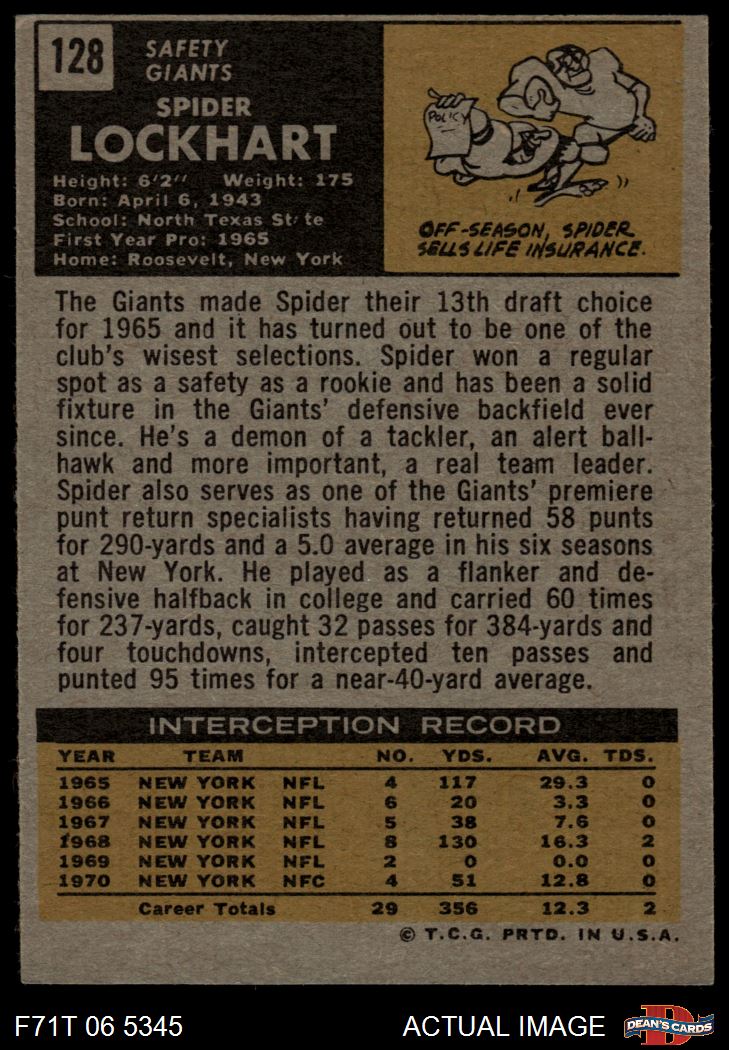 128
SAFETY
GIANTS
SPIDER
LOCKHART
Height: 6'2" Weight: 175
Born: April 6, 1943
School: North Texas State
First Year Pro: 1965
Home: Roosevelt, New York
POLICY
OFF-SEASON, SPIDER
SELLS LIFE INSURANCE.
The Giants made Spider their 13th draft choice
for 1965 and it has turned out to be one of the
club's wisest selections. Spider won a regular
spot as a safety as a rookie and has been a solid
fixture in the Giants' defensive backfield ever
since. He's a demon of a tackler, an alert ball-
hawk and more important, a real team leader.
Spider also serves as one of the Giants' premiere
punt return specialists having returned 58 punts
for 290-yards and a 5.0 average in his six seasons
at New York. He played as a flanker and de-
fensive halfback in college and carried 60 times
for 237-yards, caught 32 passes for 384-yards and
four touchdowns, intercepted ten passes and
punted 95 times for a near-40-yard average.
INTERCEPTION RECORD
YEAR TEAM NO. YDS. AVG. TDS.
1965 NEW YORK NFL 4 117 29.3 0
1966 NEW YORK NFL 6 20 3.3 0
1967 NEW YORK NFL 5 38 7.6 0
1968 NEW YORK NFL 8 130 16.3 2
1969 NEW YORK NFL 2 0 0.0 0
1970 NEW YORK NFC 4 51 12.8 0
Career Totals 29 356 12.3 2
© T.C.G. PRTD. IN U.S.A.
F71T 06 5345 ACTUAL IMAGE
D
DEAN'S CARDS